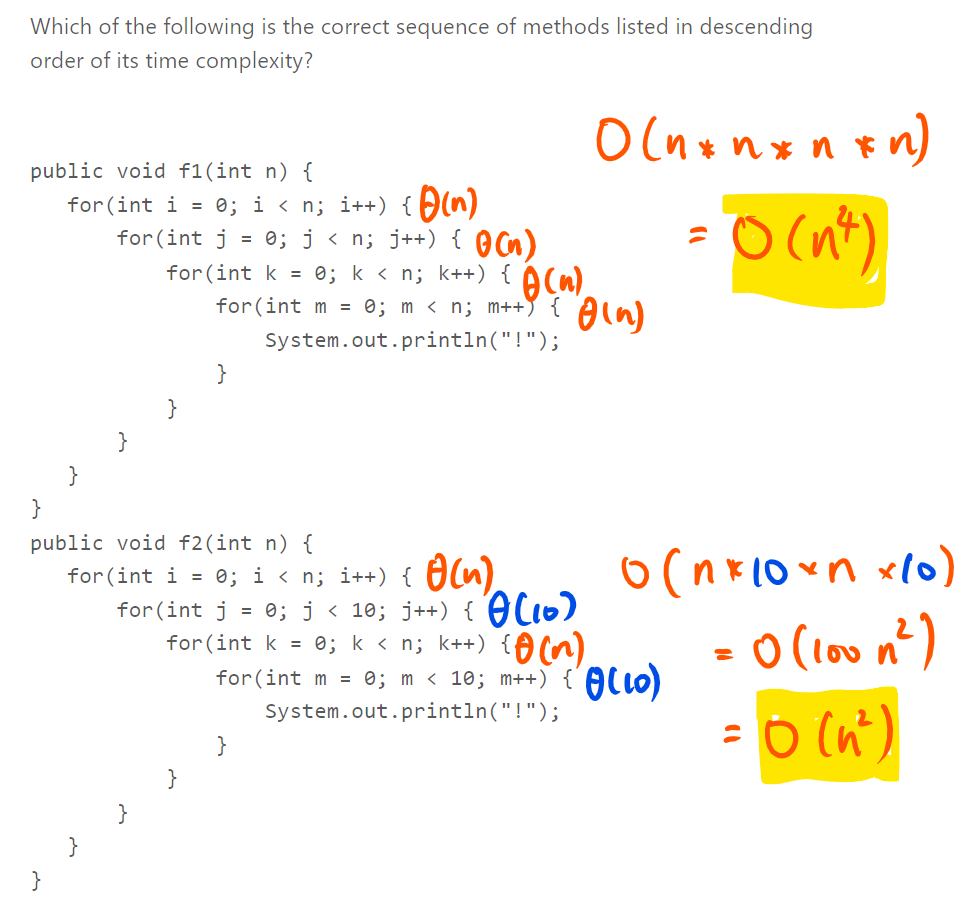 Which of the following is the correct sequence of methods listed in descending
order of its time complexity?
O(n * n * n * n)
public void f1(int n) {
for(int i = 0; i < n; i++) { θ(n)
= O(n⁴)
for(int j = 0; j < n; j++) { θ(n)
for(int k = 0; k < n; k++) { θ(n)
for(int m = 0; m < n; m++) { θ(n)
System.out.println("!");
}
}
}
}
}
public void f2(int n) {
for(int i = 0; i < n; i++) { θ(n)
O(n * 10 * n * 10)
for(int j = 0; j < 10; j++) { θ(10)
for(int k = 0; k < n; k++) { θ(n)
= O(100 n²)
for(int m = 0; m < 10; m++) { θ(10)
System.out.println("!");
= O(n²)
}
}
}
}
}